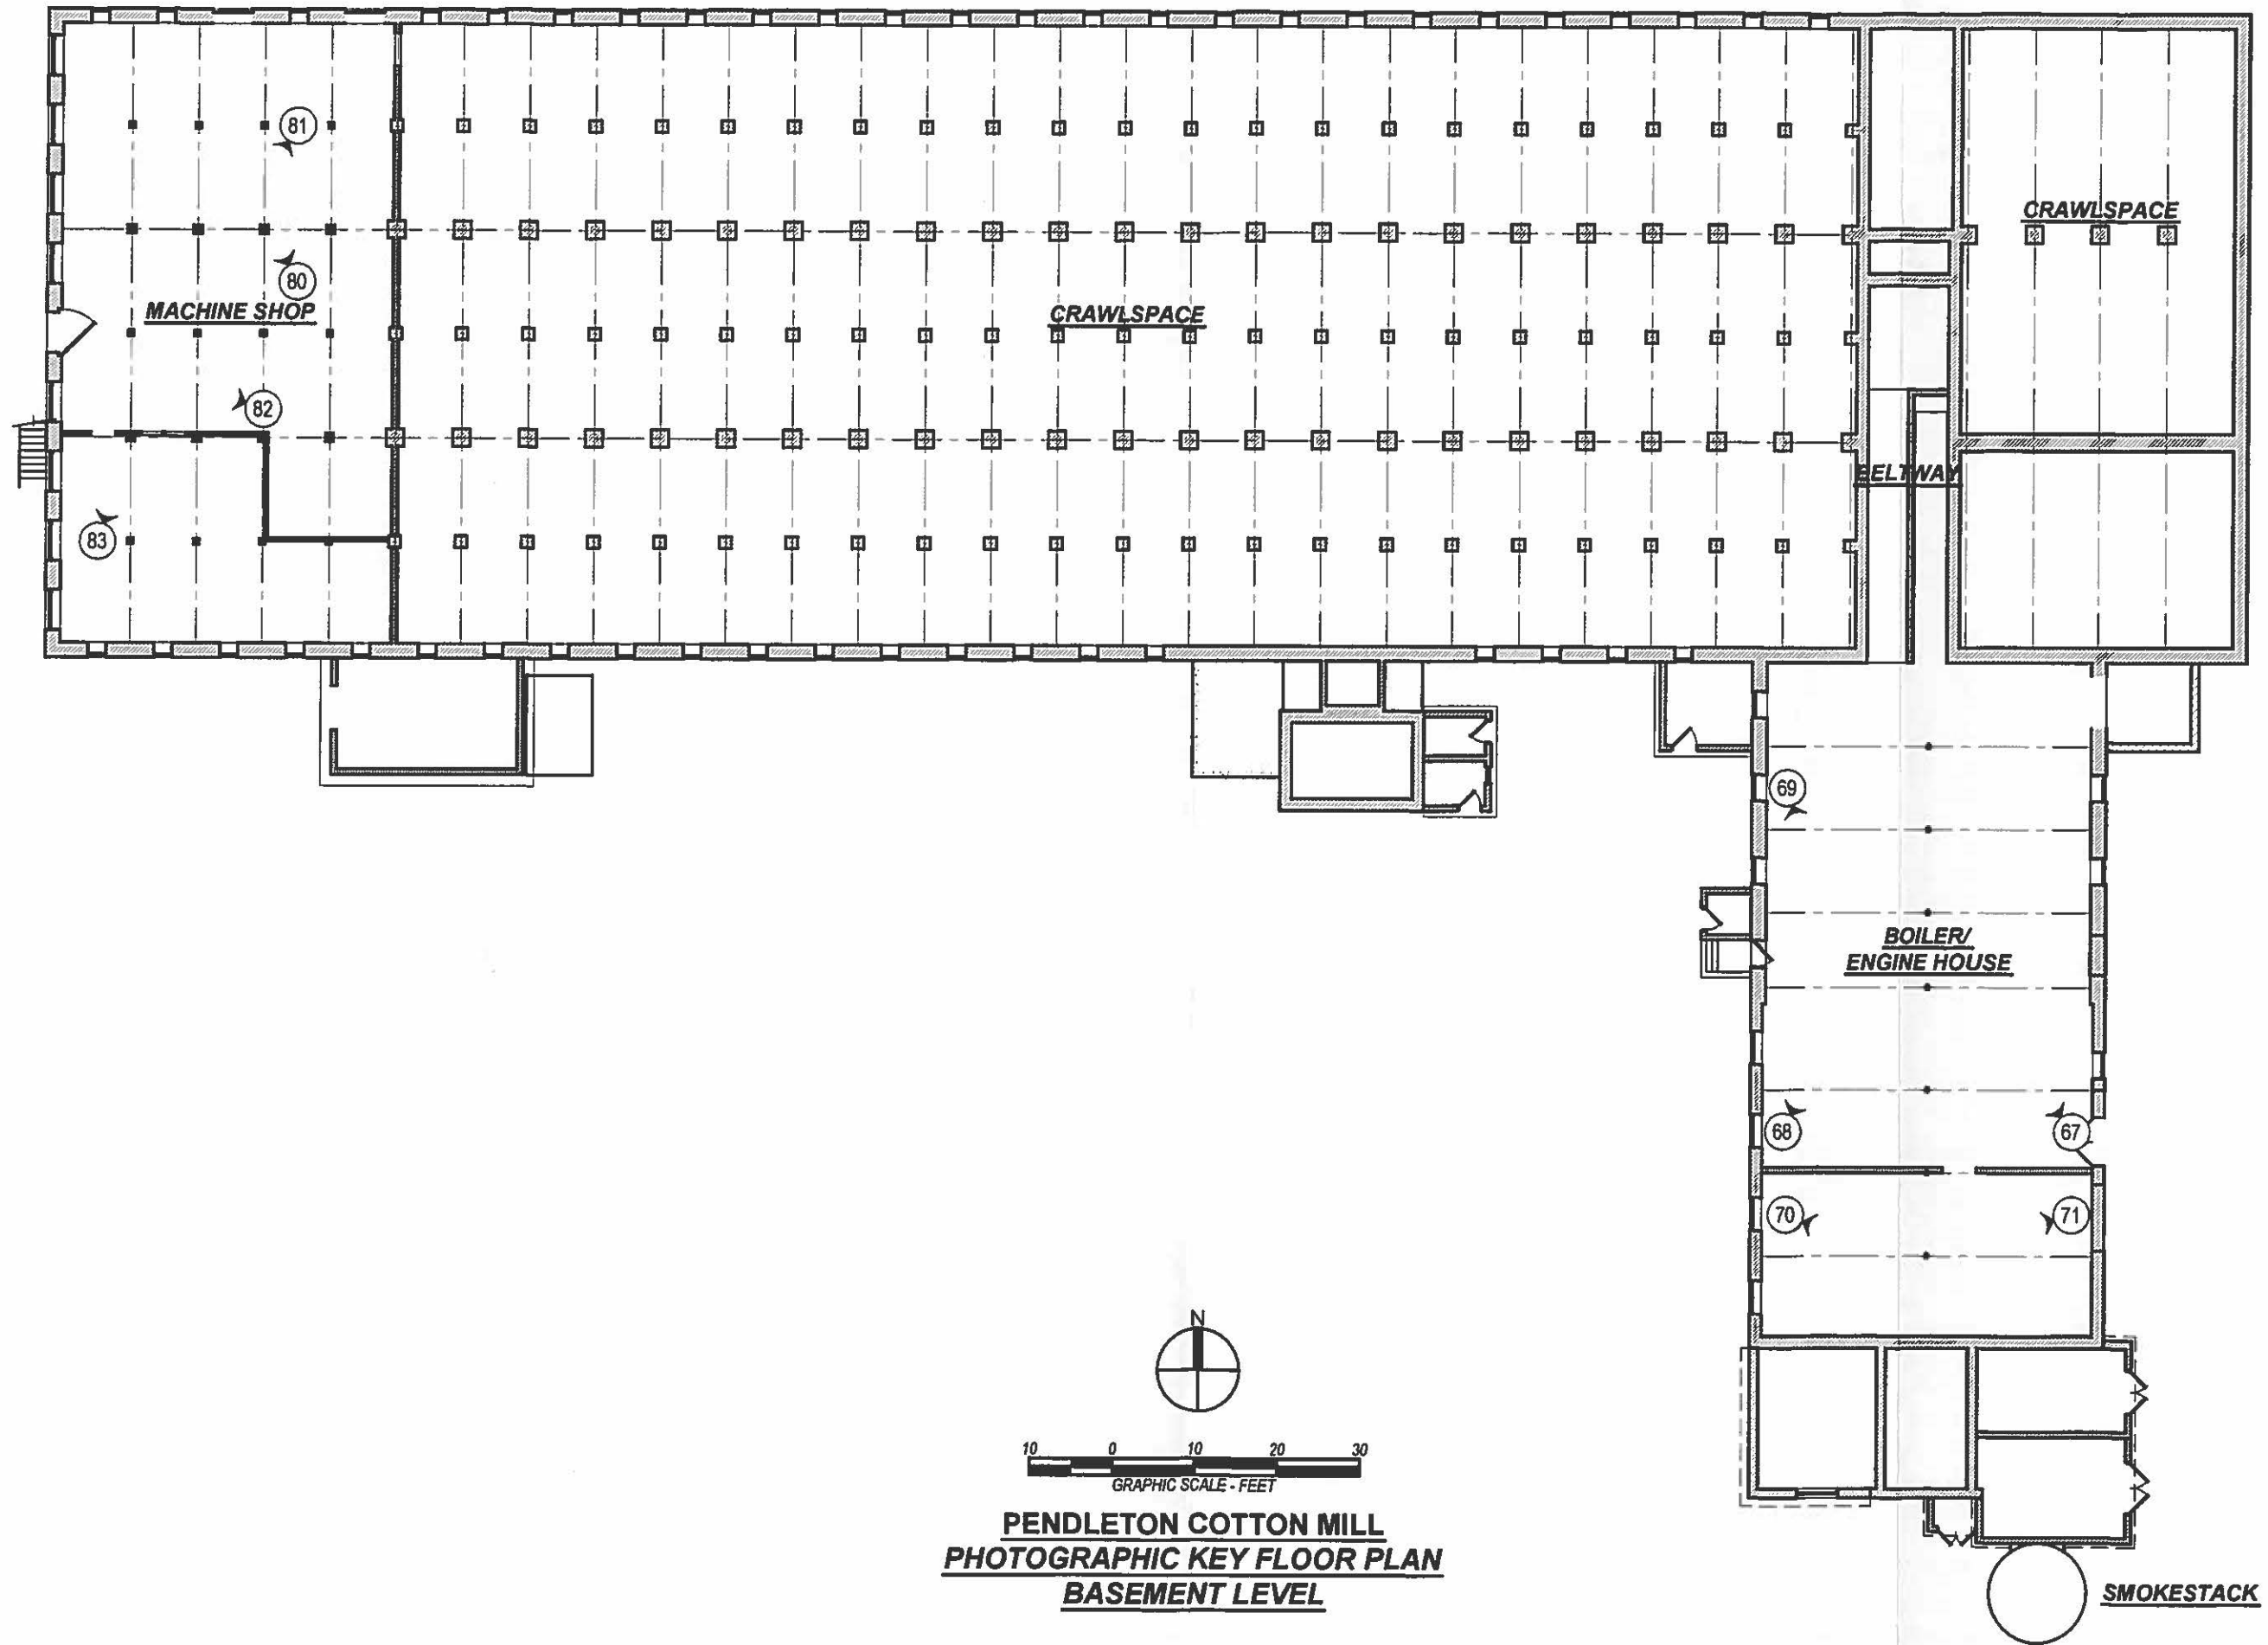 81
CRAWLSPACE
80
MACHINE SHOP
CRAWLSPACE
82
BELTWAY
83
69
BOILER/
ENGINE HOUSE
68
67
70
71
N
10 0 10 20 30
GRAPHIC SCALE - FEET
PENDLETON COTTON MILL
PHOTOGRAPHIC KEY FLOOR PLAN
BASEMENT LEVEL
SMOKESTACK